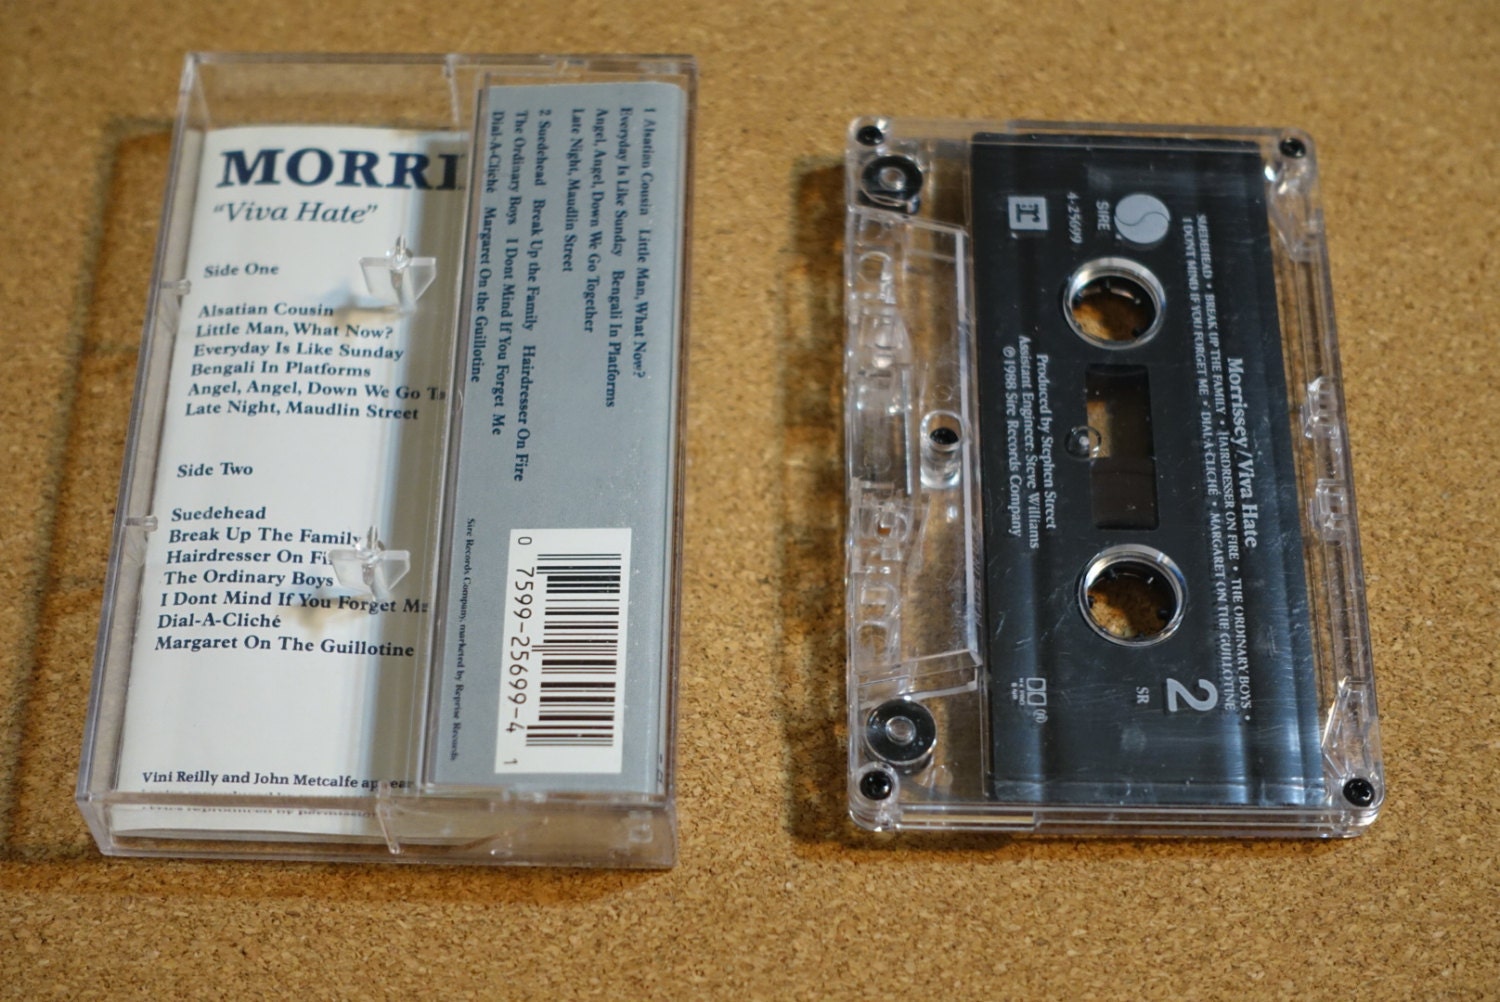 MORRI
“Viva Hate”
Side One
Alsatian Cousin
Little Man, What Now?
Everyday Is Like Sunday
Bengali In Platforms
Angel, Angel, Down We Go To
Late Night, Maudlin Street
Side Two
Suedehead
Break Up The Family
Hairdresser On Fi
The Ordinary Boys
I Dont Mind If You Forget Me
Dial-A-Cliché
Margaret On The Guillotine
Vini Reilly and John Metcalfe appear
1 Alsatian Cousin Little Man, What Now?
Everyday Is Like Sunday Bengali In Platforms
Angel, Angel, Down We Go Together
Late Night, Maudlin Street
2 Suedehead Break Up the Family Hairdresser On Fire
The Ordinary Boys I Dont Mind If You Forget Me
Dial-A-Cliché Margaret On the Guillotine
Sire Records Company, marketed by Reprise Records
0 7599-25699-4 1
Morrissey/Viva Hate
SUEDEHEAD • BREAK UP THE FAMILY • HAIRDRESSER ON FIRE • THE ORDINARY BOYS •
I DONT MIND IF YOU FORGET ME • DIAL-A-CLICHÉ • MARGARET ON THE GUILLOTINE
SIRE
4-25699
r
2
SR
Produced by Stephen Street
Assistant Engineer: Steve Williams
℗1988 Sire Records Company